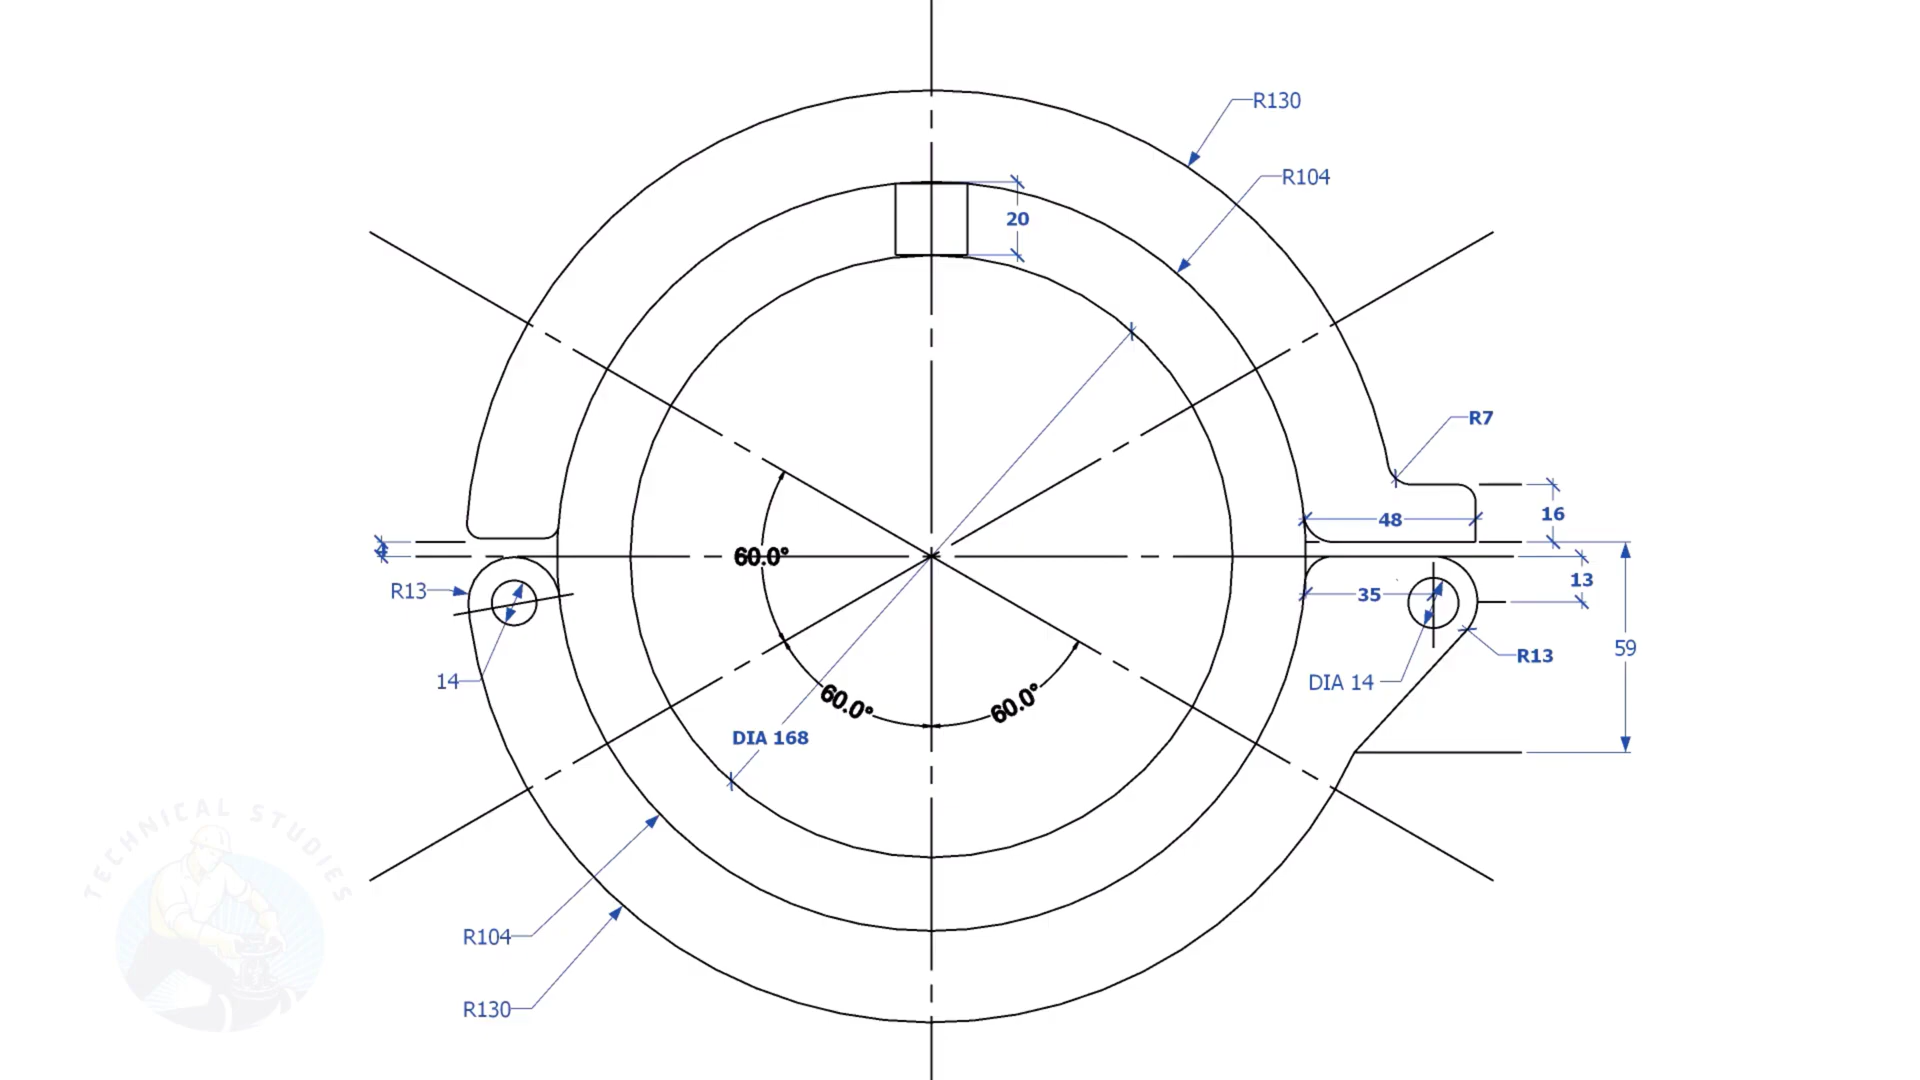 R130
R104
20
R7
48
16
4
60.0°
13
R13
35
59
R13
14
DIA 14
60.0°
60.0°
DIA 168
R104
R130
TECHNICAL STUDIES